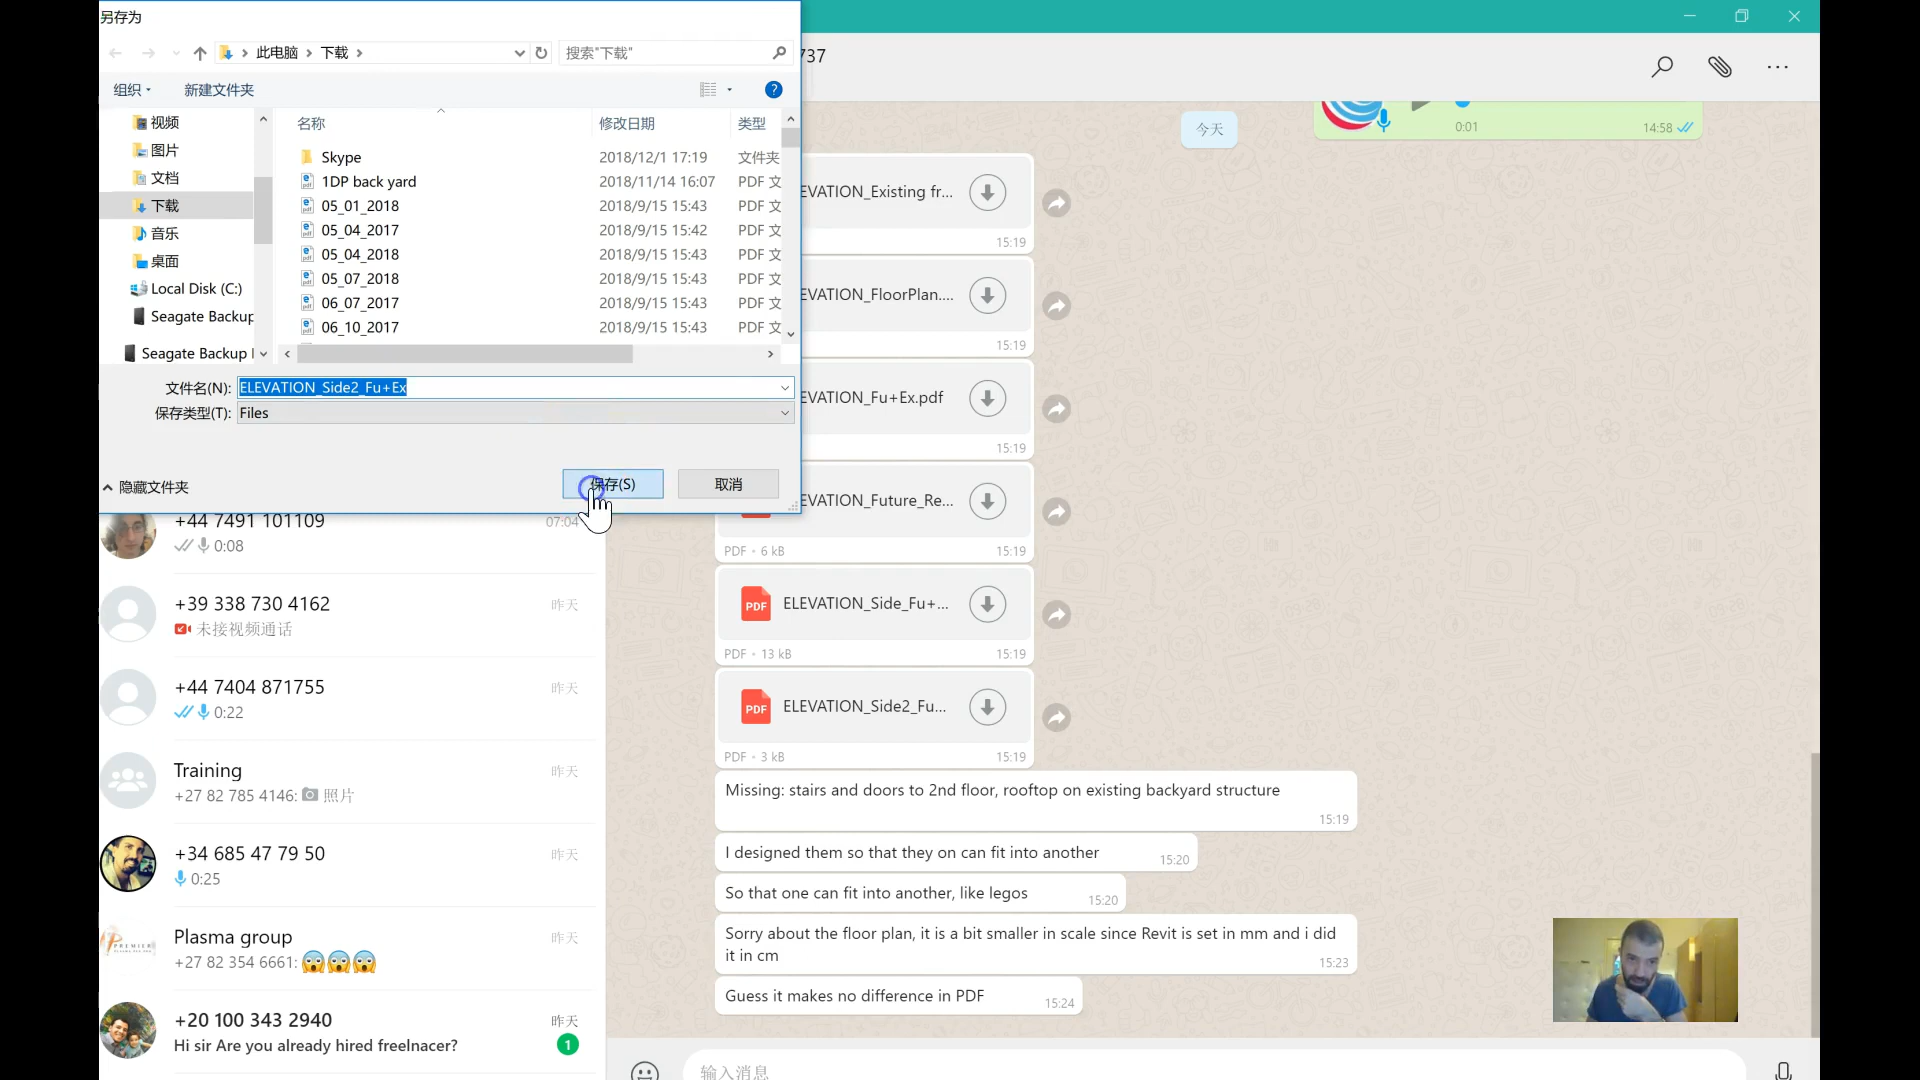 另存为
此电脑
下载
搜索"下载"
组织
新建文件夹
视频
图片
文档
下载
音乐
桌面
Local Disk (C:)
Seagate Backup
Seagate Backup
名称 修改日期 类型
Skype 2018/12/1 17:19 文件夹
1DP back yard 2018/11/14 16:07 PDF 文
05_01_2018 2018/9/15 15:43 PDF 文
05_04_2017 2018/9/15 15:42 PDF 文
05_04_2018 2018/9/15 15:43 PDF 文
05_07_2018 2018/9/15 15:43 PDF 文
06_07_2017 2018/9/15 15:43 PDF 文
06_10_2017 2018/9/15 15:43 PDF 文
文件名(N): ELEVATION_Side2_Fu+Ex
保存类型(T): Files
隐藏文件夹
保存(S)
取消
+44 7491 101109 07:04
0:08
+39 338 730 4162 昨天
未接视频通话
+44 7404 871755 昨天
0:22
Training 昨天
+27 82 785 4146: 照片
+34 685 47 79 50 昨天
0:25
Plasma group 昨天
PREMIER
+27 82 354 6661:
+20 100 343 2940 昨天
Hi sir Are you already hired freelnacer?
1
737
今天
0:01 14:58
EVATION_Existing fr...
15:19
EVATION_FloorPlan....
15:19
EVATION_Fu+Ex.pdf
15:19
EVATION_Future_Re...
PDF • 6 kB 15:19
PDF ELEVATION_Side_Fu+...
PDF • 13 kB 15:19
PDF ELEVATION_Side2_Fu...
PDF • 3 kB 15:19
Missing: stairs and doors to 2nd floor, rooftop on existing backyard structure
15:19
I designed them so that they on can fit into another
15:20
So that one can fit into another, like legos
15:20
Sorry about the floor plan, it is a bit smaller in scale since Revit is set in mm and i did
it in cm
15:23
Guess it makes no difference in PDF
15:24
输入消息